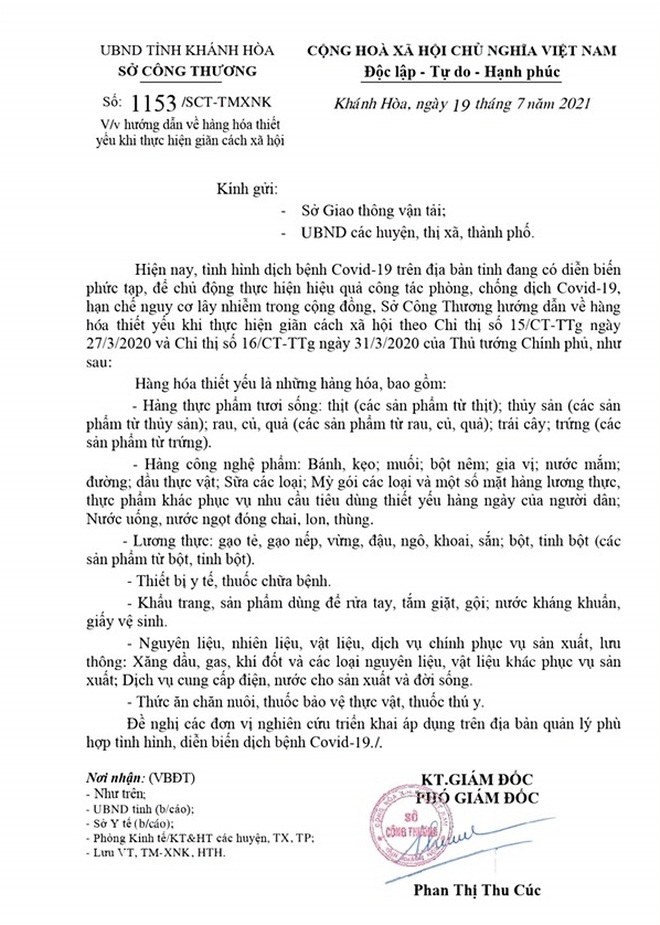 UBND TỈNH KHÁNH HÒA
SỞ CÔNG THƯƠNG
Số: 1153/SCT-TMXNK
V/v hướng dẫn về hàng hóa thiết
yếu khi thực hiện giãn cách xã hội
CỘNG HOÀ XÃ HỘI CHỦ NGHĨA VIỆT NAM
Độc lập - Tự do - Hạnh phúc
Khánh Hòa, ngày 19 tháng 7 năm 2021
Kính gửi:
- Sở Giao thông vận tải;
- UBND các huyện, thị xã, thành phố.
Hiện nay, tình hình dịch bệnh Covid-19 trên địa bàn tỉnh đang có diễn biến
phức tạp, để chủ động thực hiện hiệu quả công tác phòng, chống dịch Covid-19,
hạn chế nguy cơ lây nhiễm trong cộng đồng, Sở Công Thương hướng dẫn về hàng
hóa thiết yếu khi thực hiện giãn cách xã hội theo Chỉ thị số 15/CT-TTg ngày
27/3/2020 và Chỉ thị số 16/CT-TTg ngày 31/3/2020 của Thủ tướng Chính phủ, như
sau:
Hàng hóa thiết yếu là những hàng hóa, bao gồm:
- Hàng thực phẩm tươi sống: thịt (các sản phẩm từ thịt); thủy sản (các sản
phẩm từ thủy sản); rau, củ, quả (các sản phẩm từ rau, củ, quả); trái cây; trứng (các
sản phẩm từ trứng).
- Hàng công nghệ phẩm: Bánh, kẹo; muối; bột nêm; gia vị; nước mắm;
đường; dầu thực vật; Sữa các loại; Mỳ gói các loại và một số mặt hàng lương thực,
thực phẩm khác phục vụ nhu cầu tiêu dùng thiết yếu hàng ngày của người dân;
Nước uống, nước ngọt đóng chai, lon, thùng.
- Lương thực: gạo tẻ, gạo nếp, vừng, đậu, ngô, khoai, sắn; bột, tinh bột (các
sản phẩm từ bột, tinh bột).
- Thiết bị y tế, thuốc chữa bệnh.
- Khẩu trang, sản phẩm dùng để rửa tay, tắm giặt, gội; nước kháng khuẩn,
giấy vệ sinh.
- Nguyên liệu, nhiên liệu, vật liệu, dịch vụ chính phục vụ sản xuất, lưu
thông: Xăng dầu, gas, khí đốt và các loại nguyên liệu, vật liệu khác phục vụ sản
xuất; Dịch vụ cung cấp điện, nước cho sản xuất và đời sống.
- Thức ăn chăn nuôi, thuốc bảo vệ thực vật, thuốc thú y.
Đề nghị các đơn vị nghiên cứu triển khai áp dụng trên địa bàn quản lý phù
hợp tình hình, diễn biến dịch bệnh Covid-19./.
Nơi nhận: (VBĐT)
- Như trên;
- UBND tỉnh (b/cáo);
- Sở Y tế (b/cáo);
- Phòng Kinh tế/KT&HT các huyện, TX, TP;
- Lưu VT, TM-XNK, HTH.
KT.GIÁM ĐỐC
PHÓ GIÁM ĐỐC
SỞ
CÔNG THƯƠNG
Phan Thị Thu Cúc